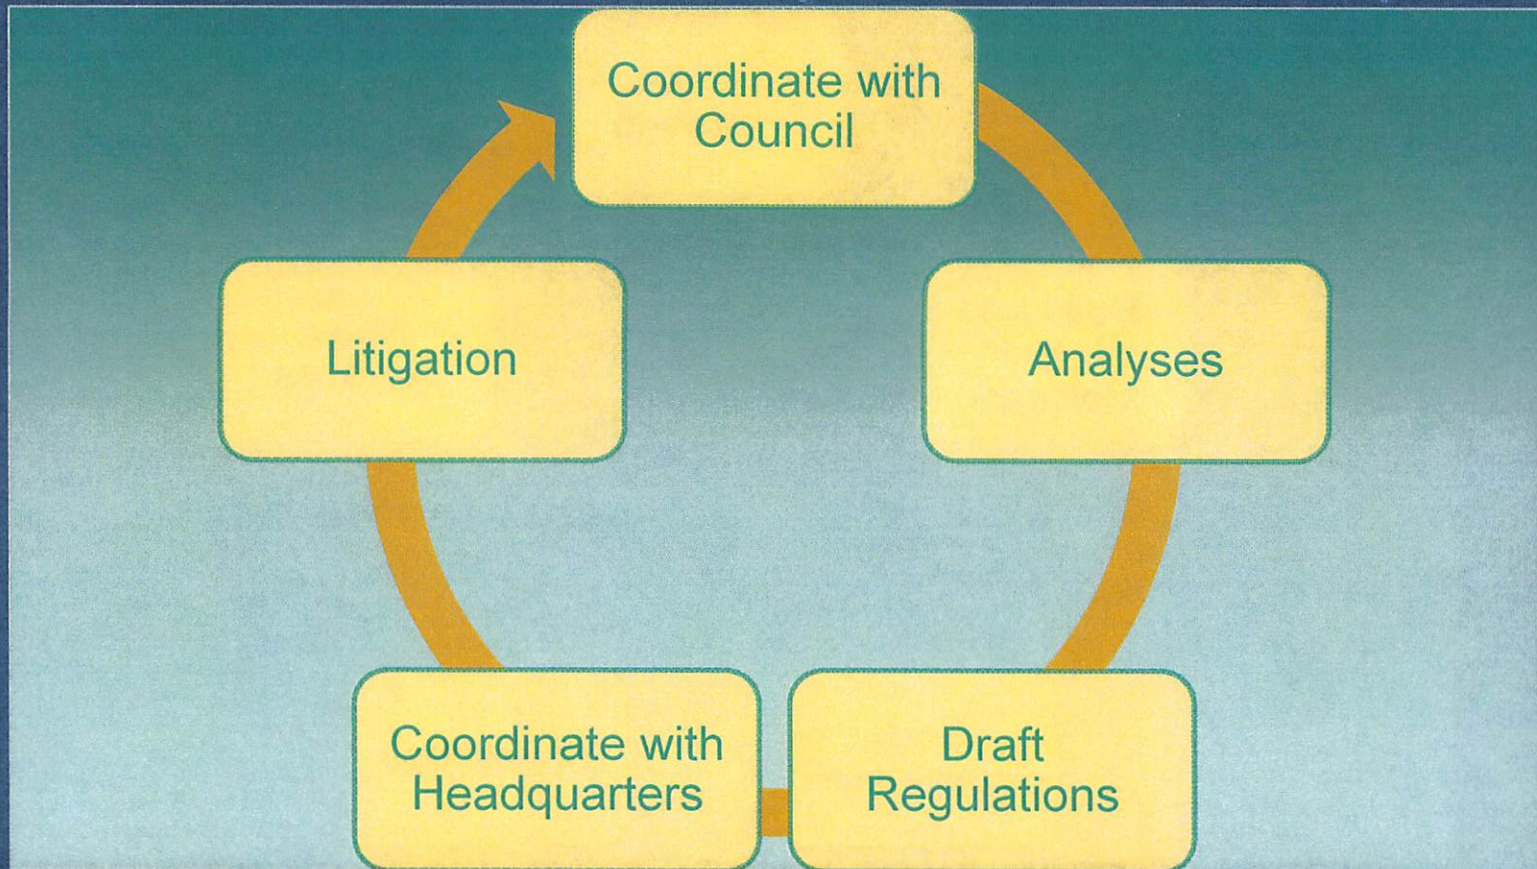 Coordinate with
Council
Analyses
Draft
Regulations
Coordinate with
Headquarters
Litigation